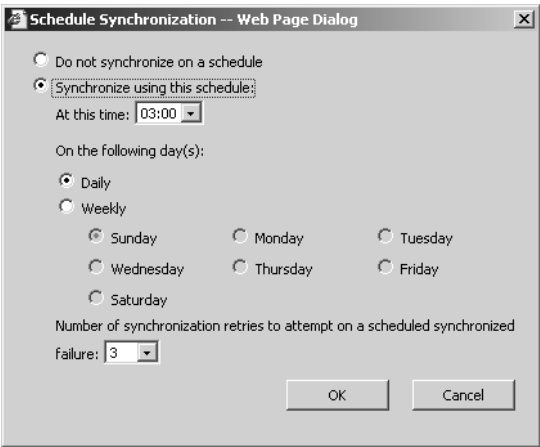 Schedule Synchronization -- Web Page Dialog
Do not synchronize on a schedule
Synchronize using this schedule:
At this time: 03:00
On the following day(s):
Daily
Weekly
Sunday Monday Tuesday
Wednesday Thursday Friday
Saturday
Number of synchronization retries to attempt on a scheduled synchronized
failure: 3
OK Cancel